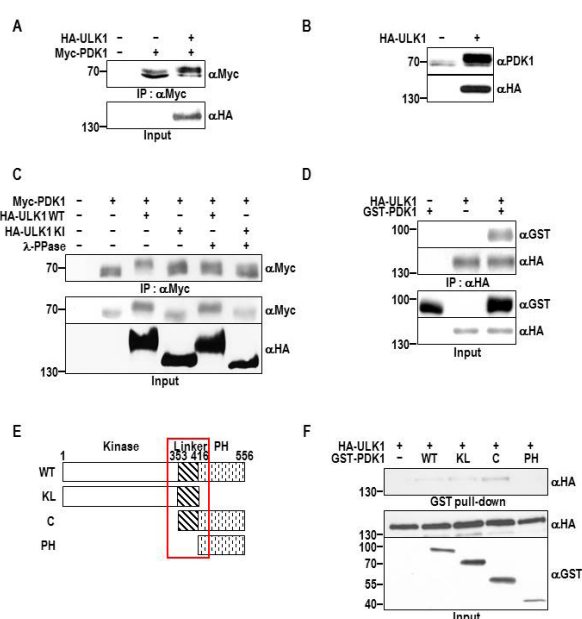 A
HA-ULK1 - - +
Myc-PDK1 - + +
70
αMyc
IP : αMyc
αHA
130
Input
B
HA-ULK1 - +
70
αPDK1
αHA
130
C
Myc-PDK1 - + + + + +
HA-ULK1 WT - - + - + -
HA-ULK1 KI - - - + - +
λ-PPase - - - - + +
70
αMyc
IP : αMyc
70
αMyc
αHA
130
Input
D
HA-ULK1 - + +
GST-PDK1 + - +
100
αGST
αHA
130
IP : αHA
100
αGST
αHA
130
Input
E
Kinase Linker PH
1 353 416 556
WT
KL
C
PH
F
HA-ULK1 + + + + +
GST-PDK1 - WT KL C PH
αHA
130
GST pull-down
αHA
130
100
70
55
40
αGST
Input